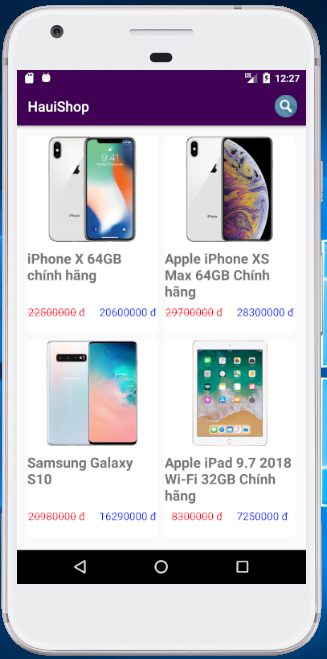 12:27
HauiShop
iPhone X 64GB
chính hãng
22500000 đ 20600000 đ
Apple iPhone XS
Max 64GB Chính
hãng
29700000 đ 28300000 đ
Samsung Galaxy
S10
20980000 đ 16290000 đ
Apple iPad 9.7 2018
Wi-Fi 32GB Chính
hãng
8300000 đ 7250000 đ